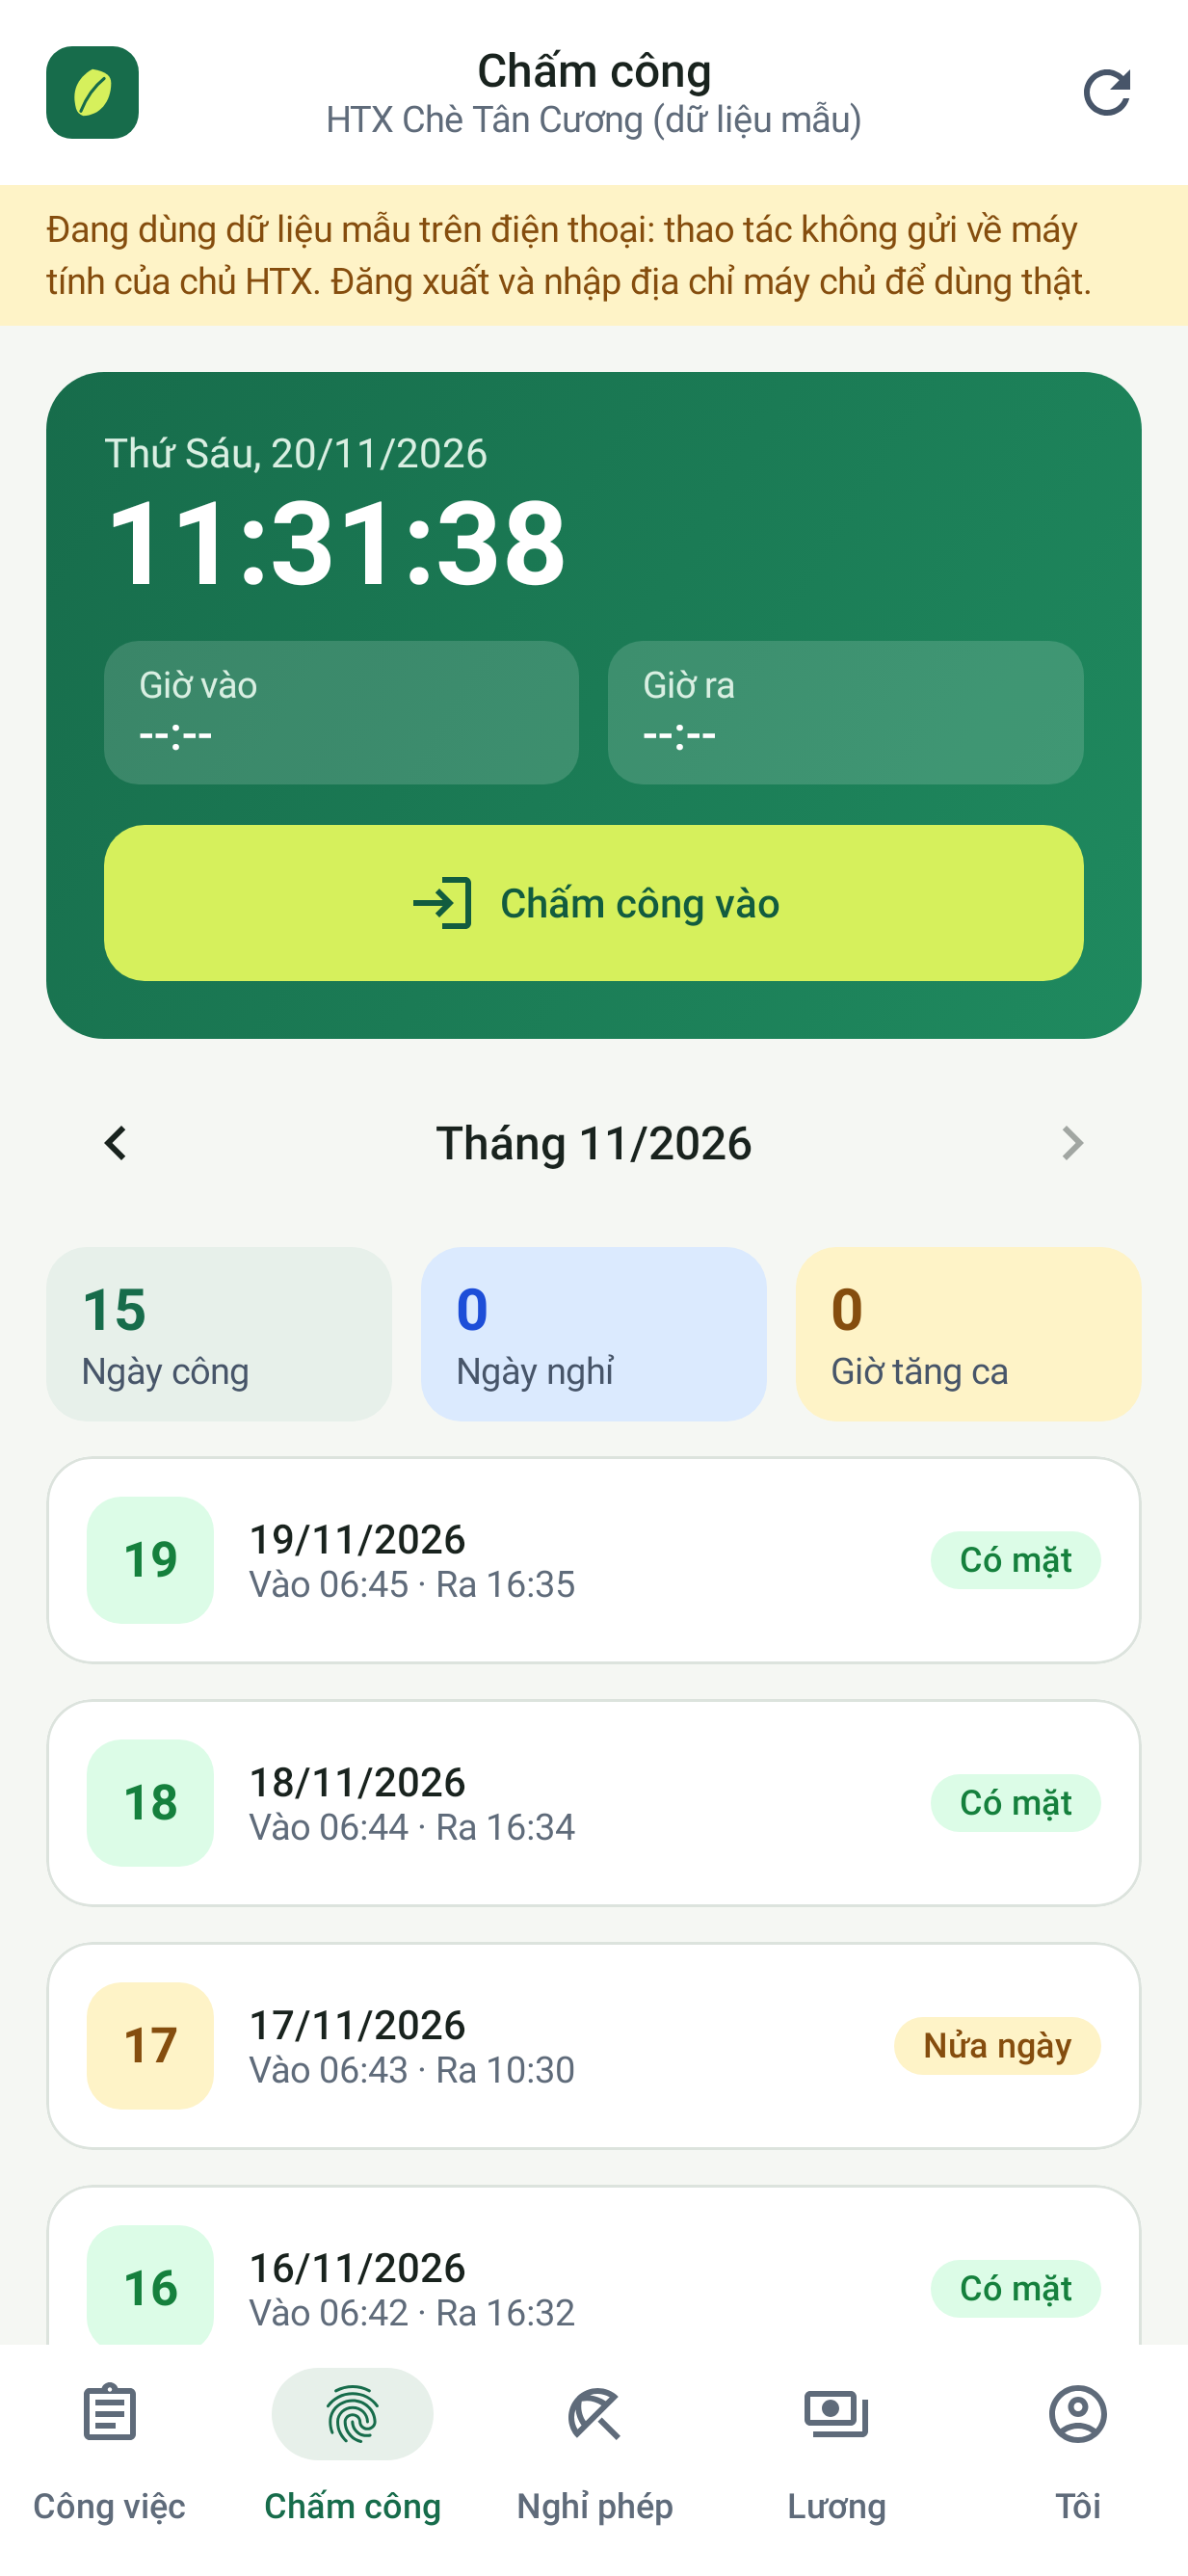 Chấm công
HTX Chè Tân Cương (dữ liệu mẫu)
Đang dùng dữ liệu mẫu trên điện thoại: thao tác không gửi về máy
tính của chủ HTX. Đăng xuất và nhập địa chỉ máy chủ để dùng thật.
Thứ Sáu, 20/11/2026
11:31:38
Giờ vào
--:--
Giờ ra
--:--
Chấm công vào
Tháng 11/2026
15
Ngày công
0
Ngày nghỉ
0
Giờ tăng ca
19
19/11/2026
Vào 06:45 · Ra 16:35
Có mặt
18
18/11/2026
Vào 06:44 · Ra 16:34
Có mặt
17
17/11/2026
Vào 06:43 · Ra 10:30
Nửa ngày
16
16/11/2026
Vào 06:42 · Ra 16:32
Có mặt
Công việc
Chấm công
Nghỉ phép
Lương
Tôi